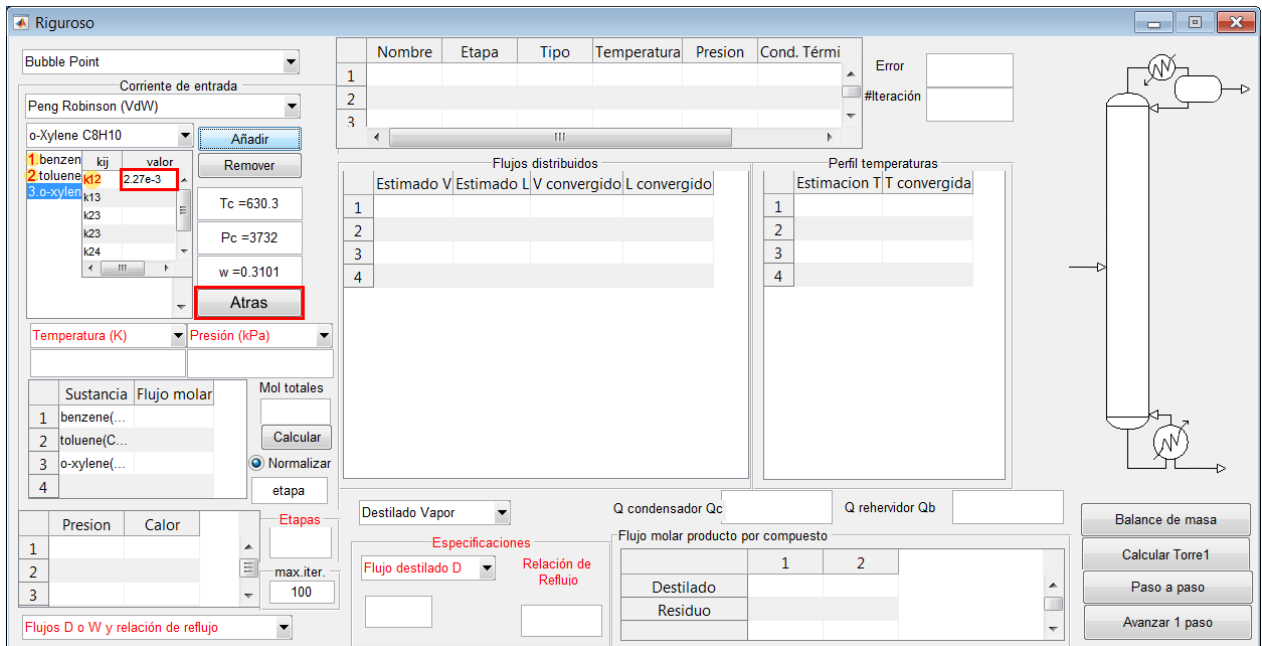 Riguroso
Bubble Point
Corriente de entrada
Peng Robinson (VdW)
o-Xylene C8H10
Añadir
Remover
1.benzen
2.toluene
3.o-xylen
kij valor
k12 2.27e-3
k13
k23
k23
k24
Tc =630.3
Pc =3732
w =0.3101
Atras
Temperatura (K) Presión (kPa)
Sustancia Flujo molar
1 benzene(...
2 toluene(C...
3 o-xylene(...
4
Mol totales
Calcular
Normalizar
etapa
Presion Calor
1
2
3
Etapas
max.iter.
100
Flujos D o W y relación de reflujo
Nombre Etapa Tipo Temperatura Presion Cond. Térmi
1
2
3
Error
#Iteración
Flujos distribuidos
Estimado V Estimado L V convergido L convergido
1
2
3
4
Perfil temperaturas
Estimacion T T convergida
1
2
3
4
Destilado Vapor
Q condensador Qc
Q rehervidor Qb
Especificaciones
Flujo destilado D
Relación de
Reflujo
Flujo molar producto por compuesto
1 2
Destilado
Residuo
Balance de masa
Calcular Torre1
Paso a paso
Avanzar 1 paso